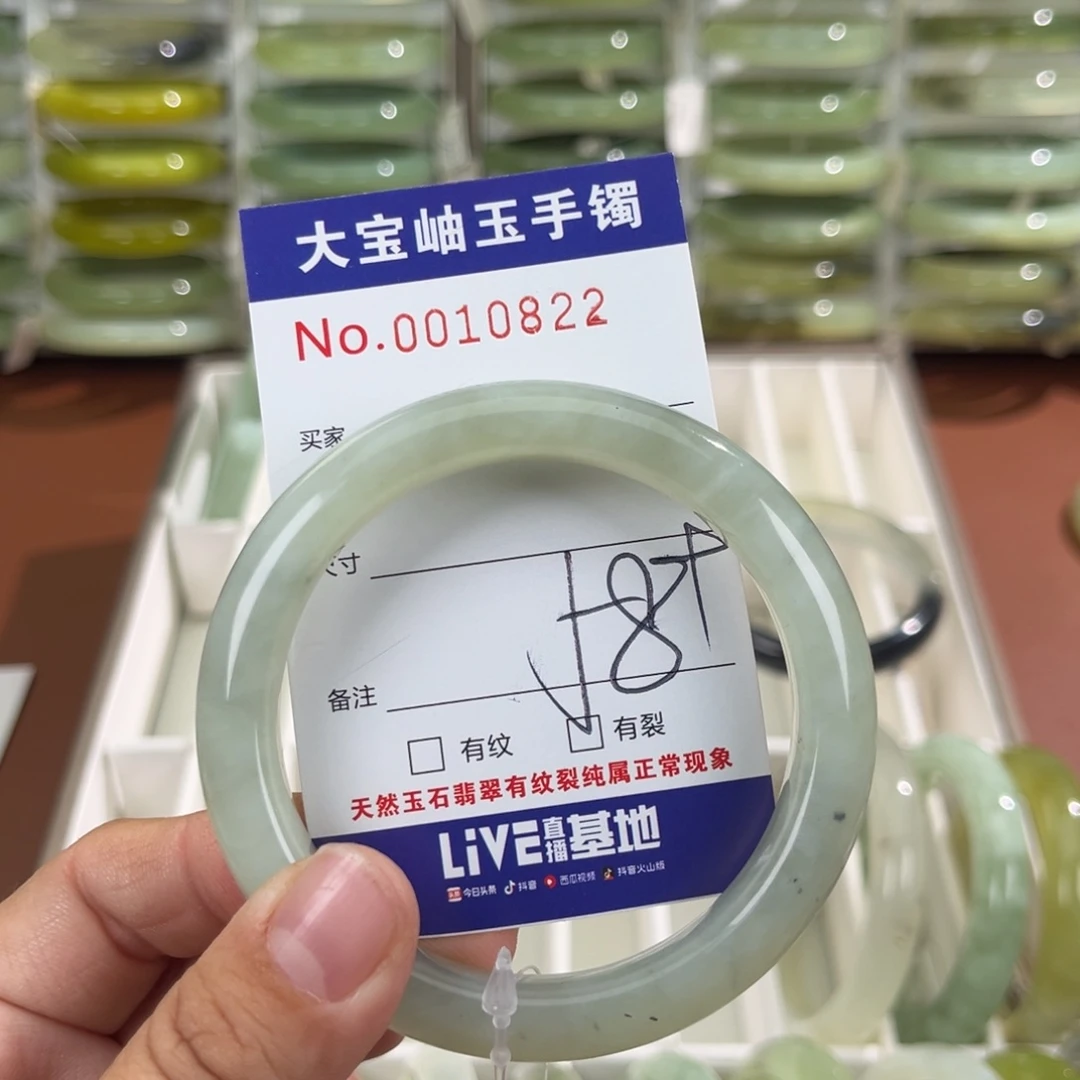 大宝岫玉手镯
No.0010822
买家
寸
备注
有纹 有裂
天然玉石翡翠有纹裂纯属正常现象
LiVE直播基地
今日头条 抖音 西瓜视频 抖音火山版